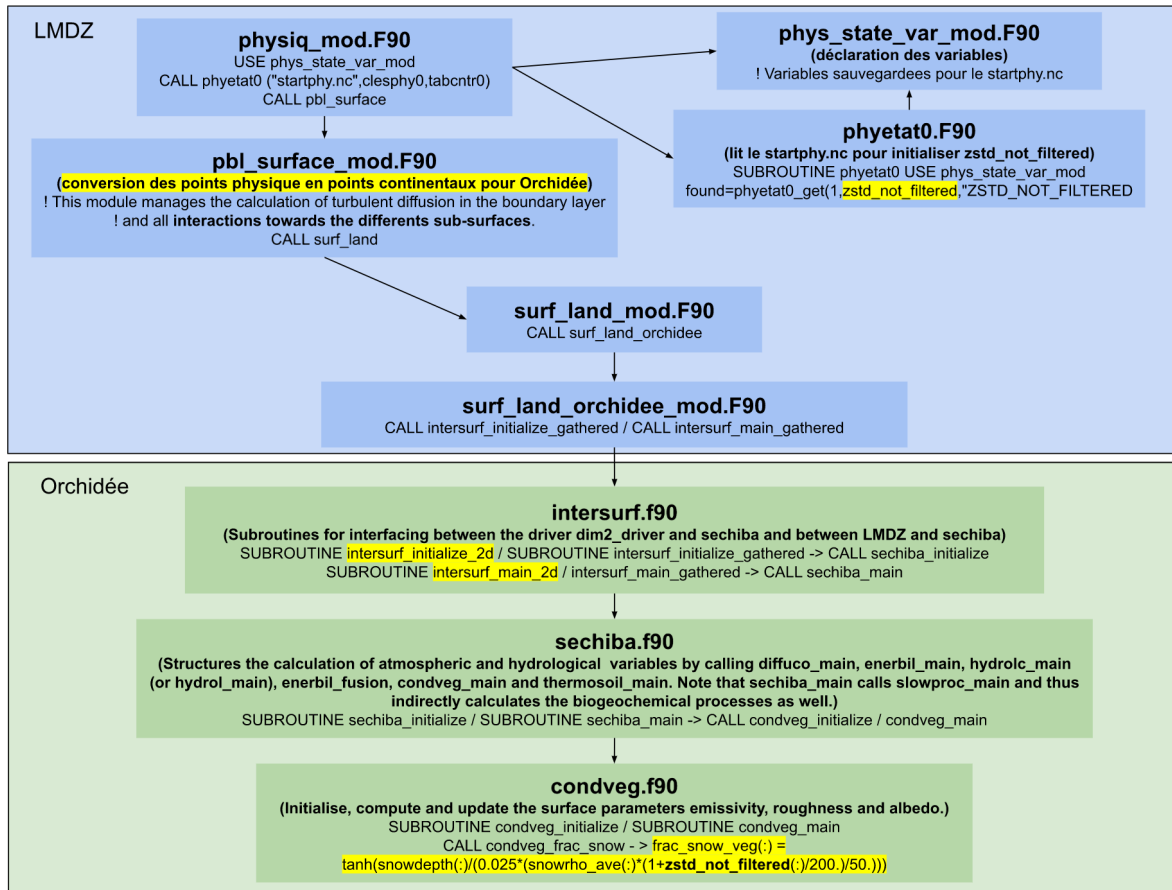 LMDZ
physiq_mod.F90
USE phys_state_var_mod
CALL phyetat0 ("startphy.nc",clesphy0,tabcntr0)
CALL pbl_surface
phys_state_var_mod.F90
(déclaration des variables)
! Variables sauvegardees pour le startphy.nc
phyetat0.F90
(lit le startphy.nc pour initialiser zstd_not_filtered)
SUBROUTINE phyetat0 USE phys_state_var_mod
found=phyetat0_get(1,zstd_not_filtered,"ZSTD_NOT_FILTERED
pbl_surface_mod.F90
(conversion des points physique en points continentaux pour Orchidée)
! This module manages the calculation of turbulent diffusion in the boundary layer
! and all interactions towards the differents sub-surfaces.
CALL surf_land
surf_land_mod.F90
CALL surf_land_orchidee
surf_land_orchidee_mod.F90
CALL intersurf_initialize_gathered / CALL intersurf_main_gathered
Orchidée
intersurf.f90
(Subroutines for interfacing between the driver dim2_driver and sechiba and between LMDZ and sechiba)
SUBROUTINE intersurf_initialize_2d / SUBROUTINE intersurf_initialize_gathered -> CALL sechiba_initialize
SUBROUTINE intersurf_main_2d / intersurf_main_gathered -> CALL sechiba_main
sechiba.f90
(Structures the calculation of atmospheric and hydrological variables by calling diffuco_main, enerbil_main, hydrolc_main
(or hydrol_main), enerbil_fusion, condveg_main and thermosoil_main. Note that sechiba_main calls slowproc_main and thus
indirectly calculates the biogeochemical processes as well.)
SUBROUTINE sechiba_initialize / SUBROUTINE sechiba_main -> CALL condveg_initialize / condveg_main
condveg.f90
(Initialise, compute and update the surface parameters emissivity, roughness and albedo.)
SUBROUTINE condveg_initialize / SUBROUTINE condveg_main
CALL condveg_frac_snow -> frac_snow_veg(:) =
tanh(snowdepth(:)/(0.025*(snowrho_ave(:)*(1+zstd_not_filtered(:)/200.)/50.)))